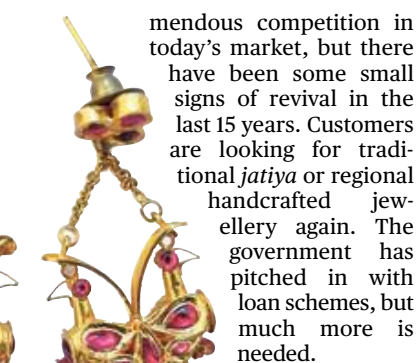 mendous competition in
today's market, but there
have been some small
signs of revival in the
last 15 years. Customers
are looking for tradi-
tional jatiya or regional
handcrafted jew-
ellery again. The
government has
pitched in with
loan schemes, but
much more is
needed.